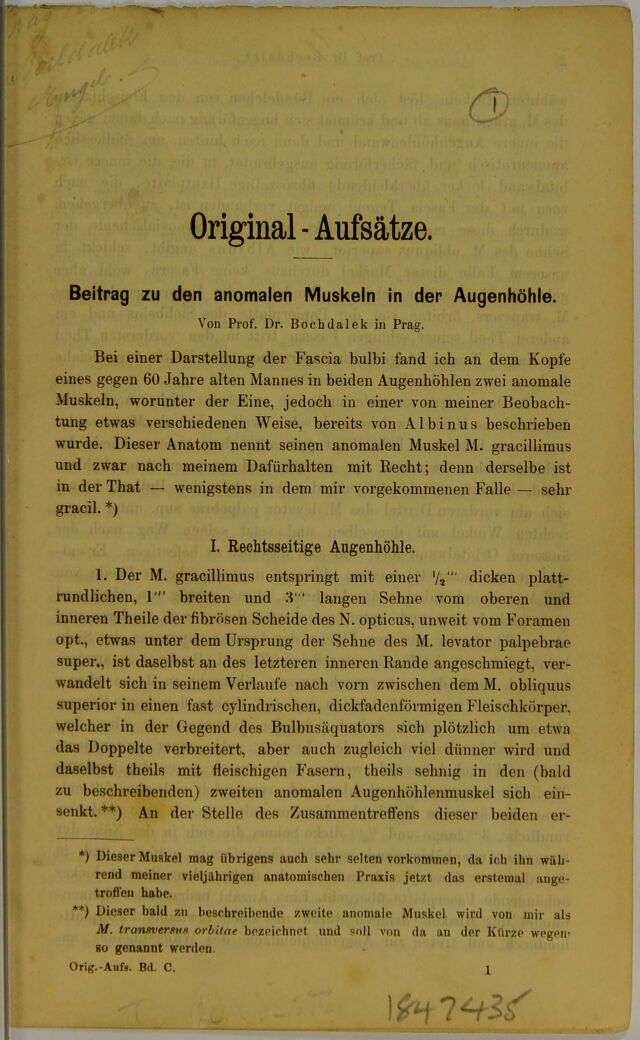 Bochdalek
Engel.
1
Original - Aufsätze.
Beitrag zu den anomalen Muskeln in der Augenhöhle.
Von Prof. Dr. Bochdalek in Prag.
Bei einer Darstellung der Fascia bulbi fand ich an dem Kopfe
eines gegen 60 Jahre alten Mannes in beiden Augenhöhlen zwei anomale
Muskeln, worunter der Eine, jedoch in einer von meiner Beobach-
tung etwas verschiedenen Weise, bereits von Albinus beschrieben
wurde. Dieser Anatom nennt seinen anomalen Muskel M. gracillimus
und zwar nach meinem Dafürhalten mit Recht; denn derselbe ist
in der That — wenigstens in dem mir vorgekommenen Falle — sehr
gracil. *)
I. Rechtsseitige Augenhöhle.
1. Der M. gracillimus entspringt mit einer 1/2''' dicken platt-
rundlichen, 1''' breiten und 3''' langen Sehne vom oberen und
inneren Theile der fibrösen Scheide des N. opticus, unweit vom Foramen
opt., etwas unter dem Ursprung der Sehne des M. levator palpebrae
super., ist daselbst an des letzteren inneren Rande angeschmiegt, ver-
wandelt sich in seinem Verlaufe nach vorn zwischen dem M. obliquus
superior in einen fast cylindrischen, dickfadenförmigen Fleischkörper,
welcher in der Gegend des Bulbusäquators sich plötzlich um etwa
das Doppelte verbreitert, aber auch zugleich viel dünner wird und
daselbst theils mit fleischigen Fasern, theils sehnig in den (bald
zu beschreibenden) zweiten anomalen Augenhöhlenmuskel sich ein-
senkt. **) An der Stelle des Zusammentreffens dieser beiden er-
*) Dieser Muskel mag übrigens auch sehr selten vorkommen, da ich ihn wäh-
rend meiner vieljährigen anatomischen Praxis jetzt das erstemal ange-
troffen habe.
**) Dieser bald zu beschreibende zweite anomale Muskel wird von mir als
M. transversus orbitae bezeichnet und soll von da an der Kürze wegen
so genannt werden.
Orig.-Aufs. Bd. C.
1
1847435